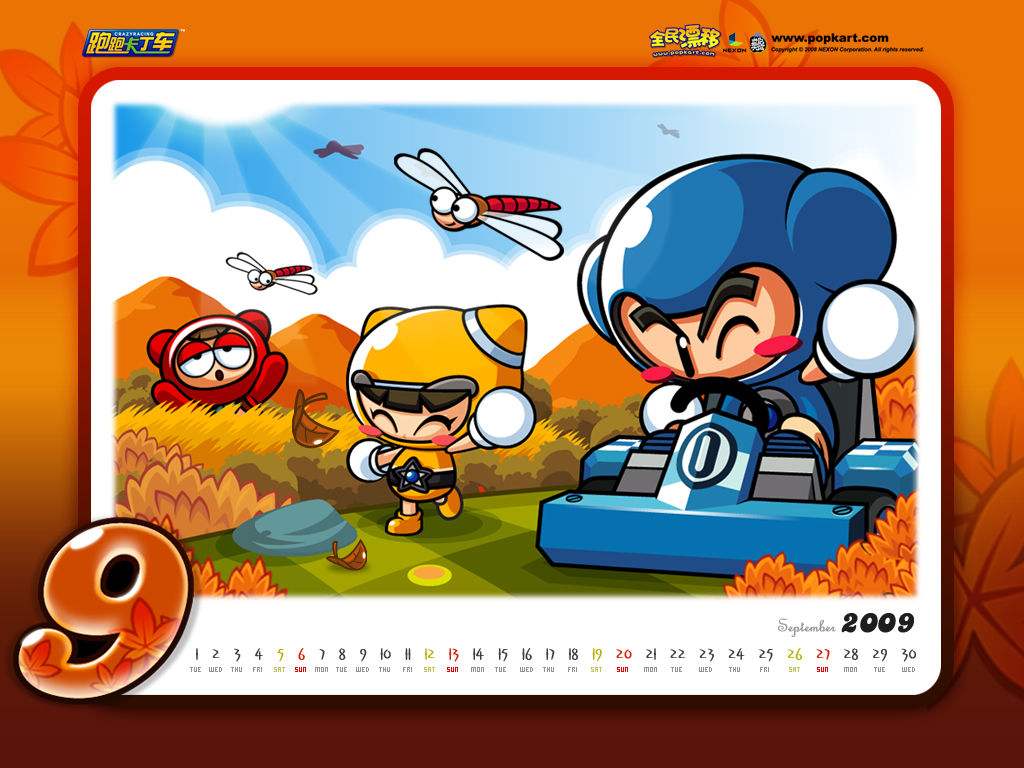 CRAZYRACING
跑跑卡丁车
™
全民漂移
www.popkart.com
NEXON
www.popkart.com
Copyright © 2008 NEXON Corporation. All rights reserved.
0
9
September 2009
1 2 3 4 5 6 7 8 9 10 11 12 13 14 15 16 17 18 19 20 21 22 23 24 25 26 27 28 29 30
TUE WED THU FRI SAT SUN MON TUE WED THU FRI SAT SUN MON TUE WED THU FRI SAT SUN MON TUE WED THU FRI SAT SUN MON TUE WED